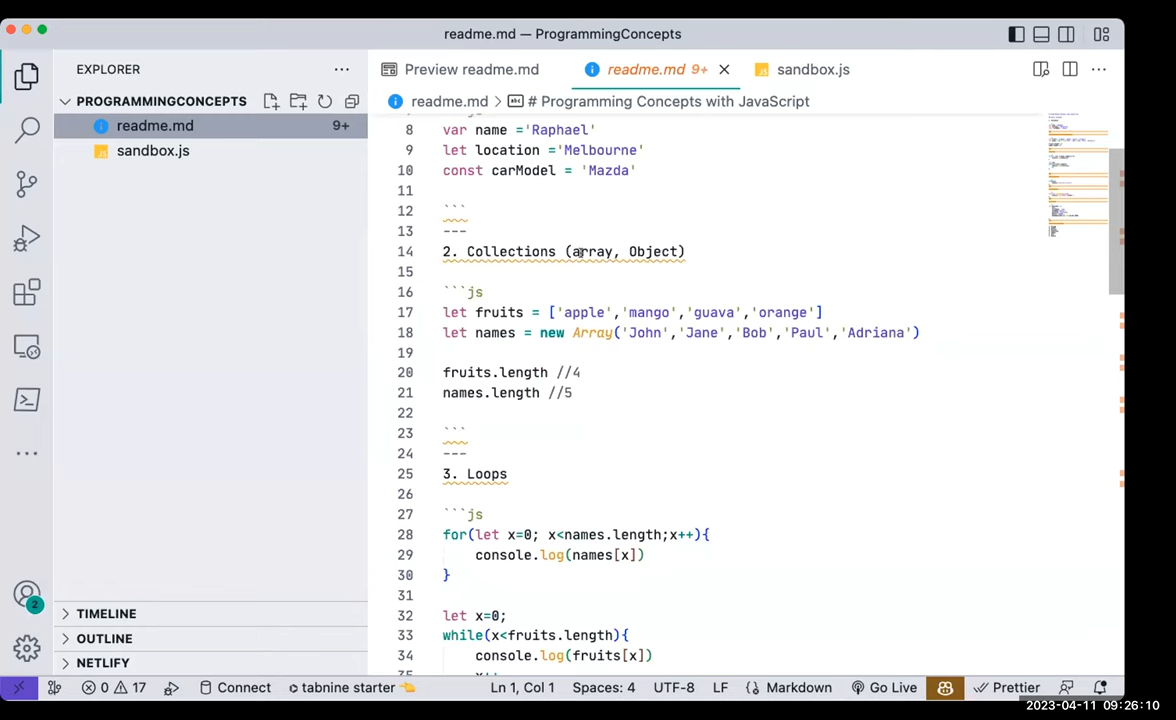 readme.md — ProgrammingConcepts
EXPLORER
Preview readme.md
readme.md 9+
sandbox.js
PROGRAMMINGCONCEPTS
readme.md > # Programming Concepts with JavaScript
readme.md 9+
sandbox.js
8 var name ='Raphael'
9 let location ='Melbourne'
10 const carModel = 'Mazda'
11
12 ```
13 ---
14 2. Collections (array, Object)
15
16 ```js
17 let fruits = ['apple','mango','guava','orange']
18 let names = new Array('John','Jane','Bob','Paul','Adriana')
19
20 fruits.length //4
21 names.length //5
22
23 ```
24 ---
25 3. Loops
26
27 ```js
28 for(let x=0; x<names.length;x++){
29 console.log(names[x])
30 }
31
32 let x=0;
33 while(x<fruits.length){
34 console.log(fruits[x])
2
TIMELINE
OUTLINE
NETLIFY
0 17 Connect tabnine starter Ln 1, Col 1 Spaces: 4 UTF-8 LF Markdown Go Live Prettier
2023-04-11 09:26:10